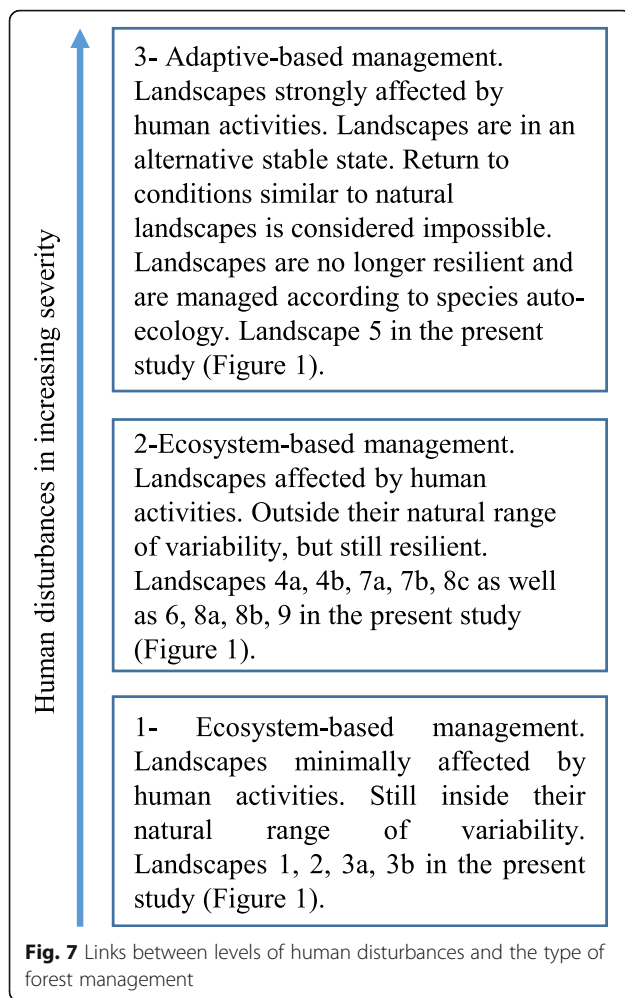 Human disturbances in increasing severity
3- Adaptive-based management.
Landscapes strongly affected by
human activities. Landscapes are in an
alternative stable state. Return to
conditions similar to natural
landscapes is considered impossible.
Landscapes are no longer resilient and
are managed according to species auto-
ecology. Landscape 5 in the present
study (Figure 1).
2-Ecosystem-based management.
Landscapes affected by human
activities. Outside their natural range
of variability, but still resilient.
Landscapes 4a, 4b, 7a, 7b, 8c as well
as 6, 8a, 8b, 9 in the present study
(Figure 1).
1- Ecosystem-based management.
Landscapes minimally affected by
human activities. Still inside their
natural range of variability.
Landscapes 1, 2, 3a, 3b in the present
study (Figure 1).
Fig. 7 Links between levels of human disturbances and the type of
forest management